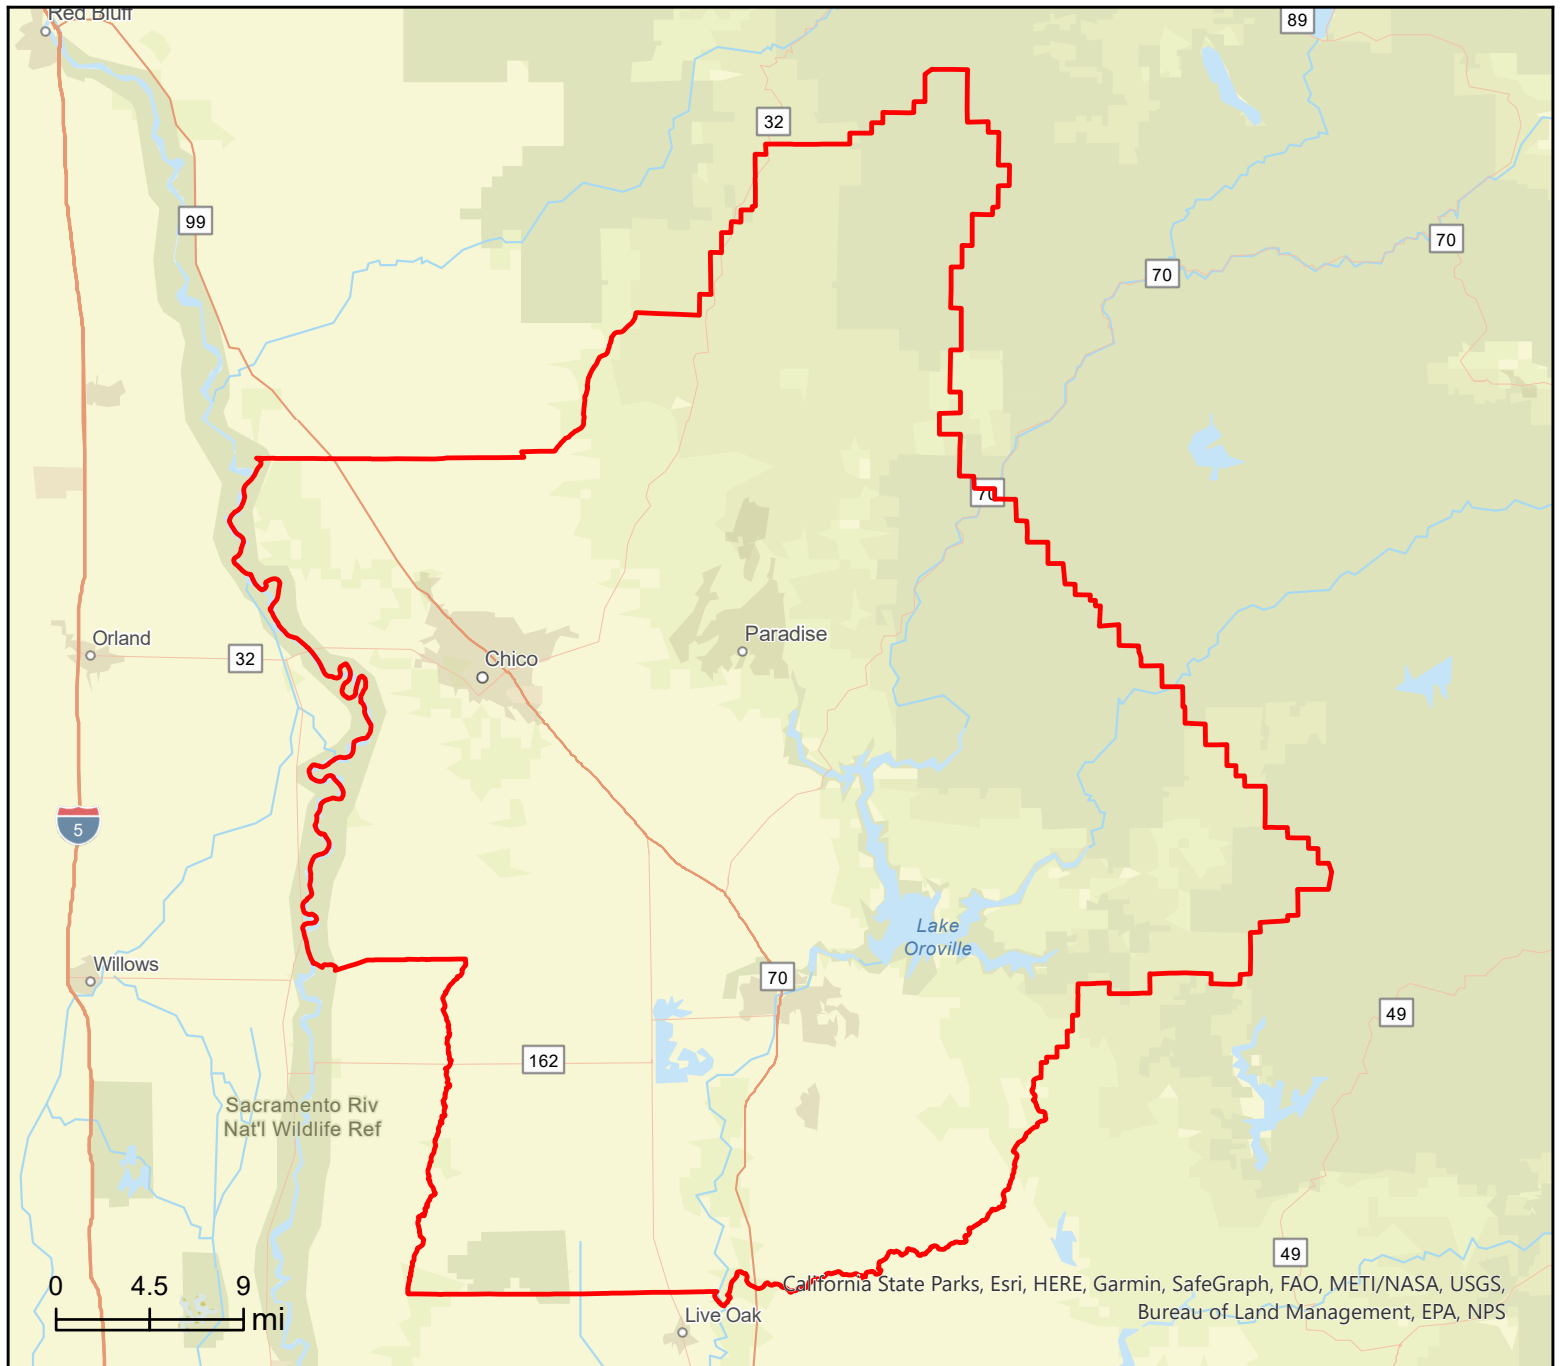 Red Bluff
89
32
99
70
70
70
Paradise
Orland
32
Chico
5
Lake
Oroville
Willows
70
49
162
Sacramento Riv
Nat'l Wildlife Ref
49
0 4.5 9
mi
California State Parks, Esri, HERE, Garmin, SafeGraph, FAO, METI/NASA, USGS,
Bureau of Land Management, EPA, NPS
Live Oak